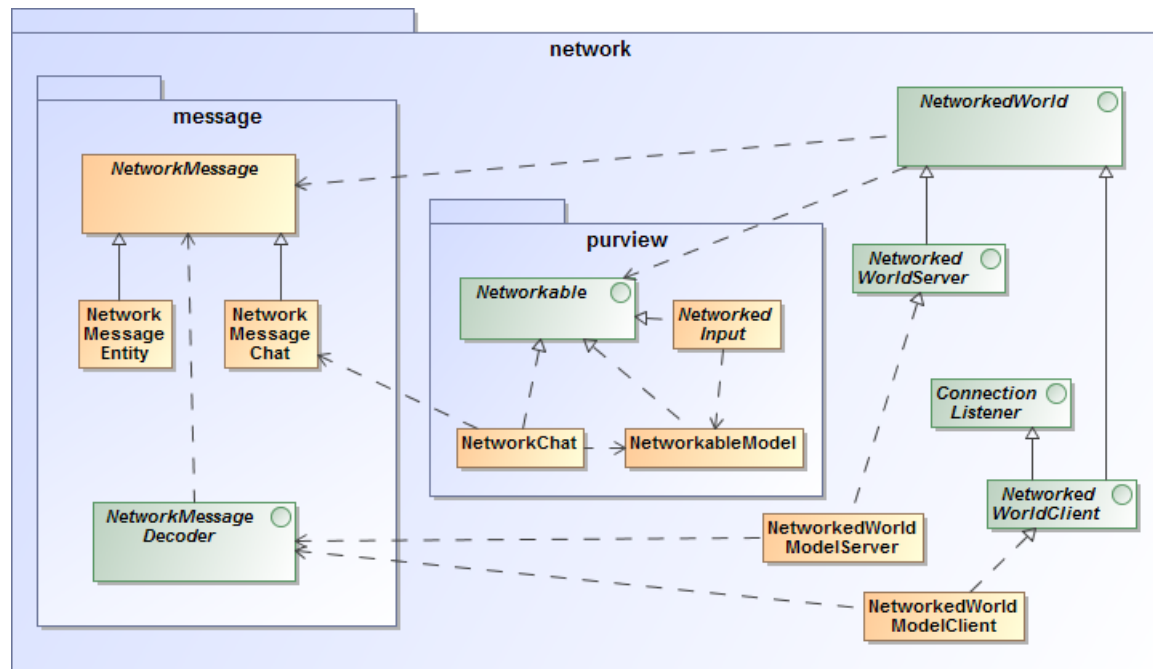 network
message
NetworkMessage
Network
Message
Entity
Network
Message
Chat
NetworkMessage
Decoder
purview
Networkable
Networked
Input
NetworkChat
NetworkableModel
NetworkedWorld
Networked
WorldServer
Connection
Listener
Networked
WorldClient
NetworkedWorld
ModelServer
NetworkedWorld
ModelClient